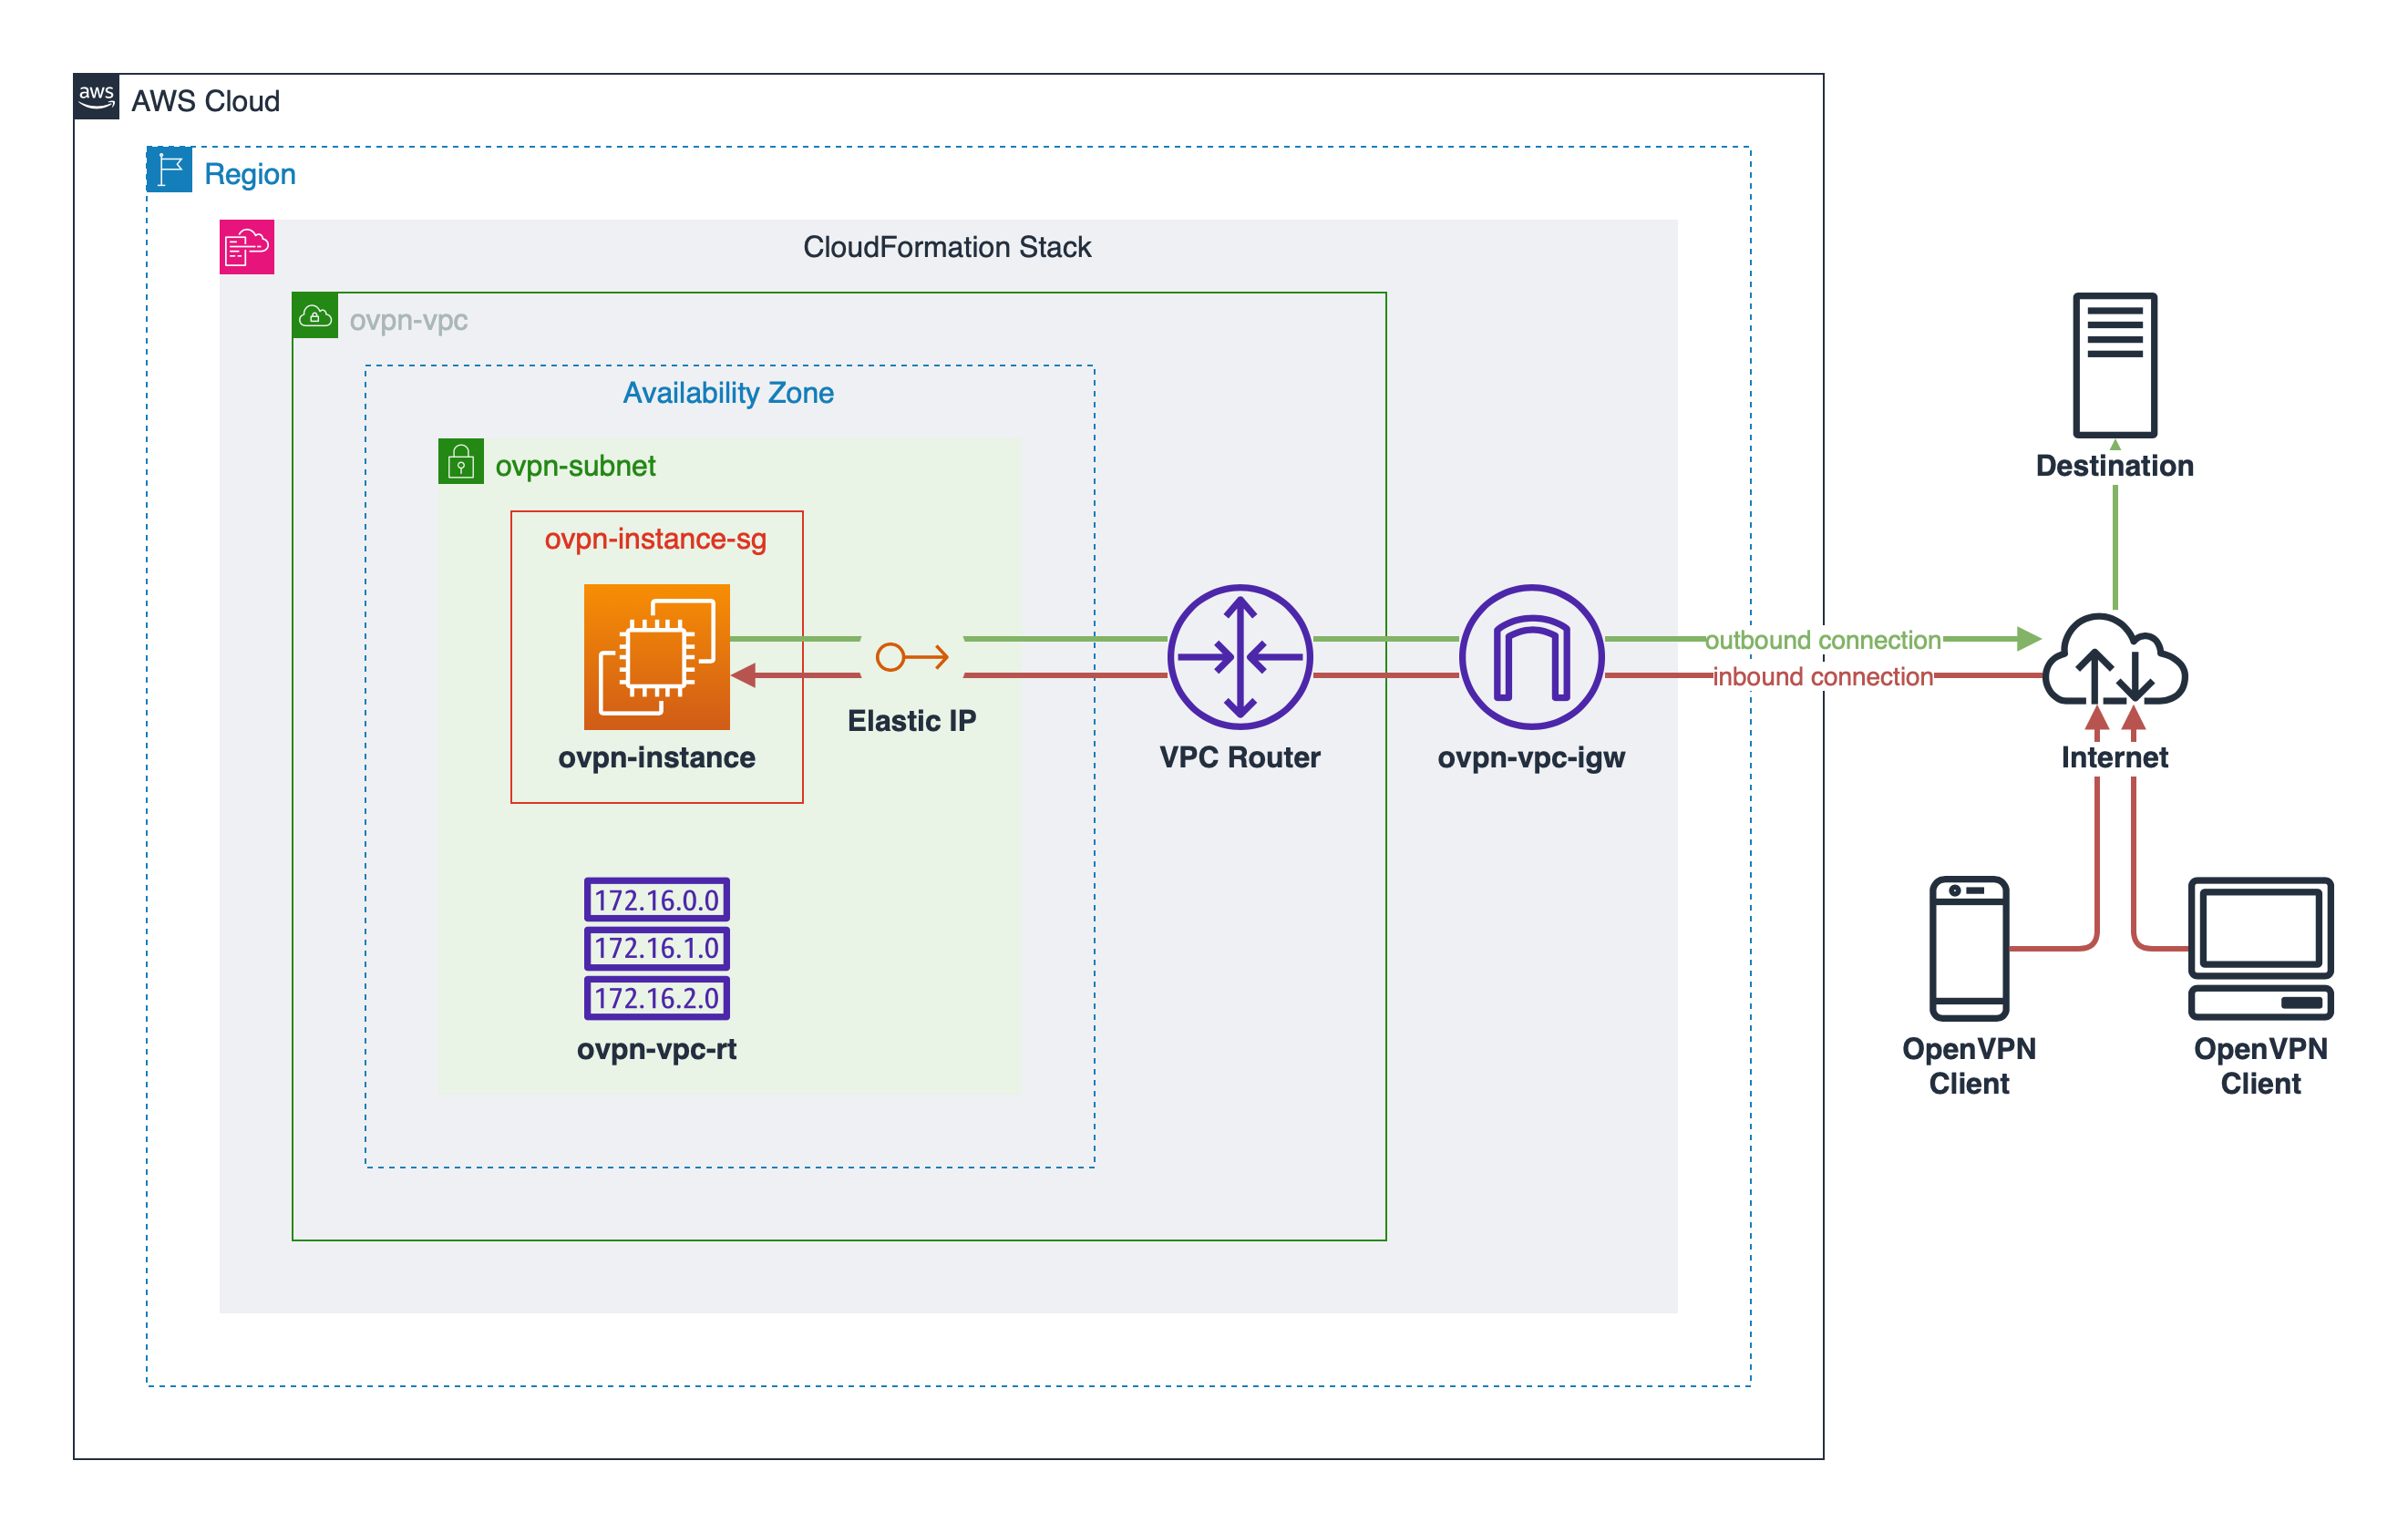 aws
AWS Cloud
Region
CloudFormation Stack
ovpn-vpc
Availability Zone
ovpn-subnet
ovpn-instance-sg
ovpn-instance
Elastic IP
VPC Router
ovpn-vpc-igw
outbound connection
inbound connection
Destination
Internet
172.16.0.0
172.16.1.0
172.16.2.0
ovpn-vpc-rt
OpenVPN
Client
OpenVPN
Client